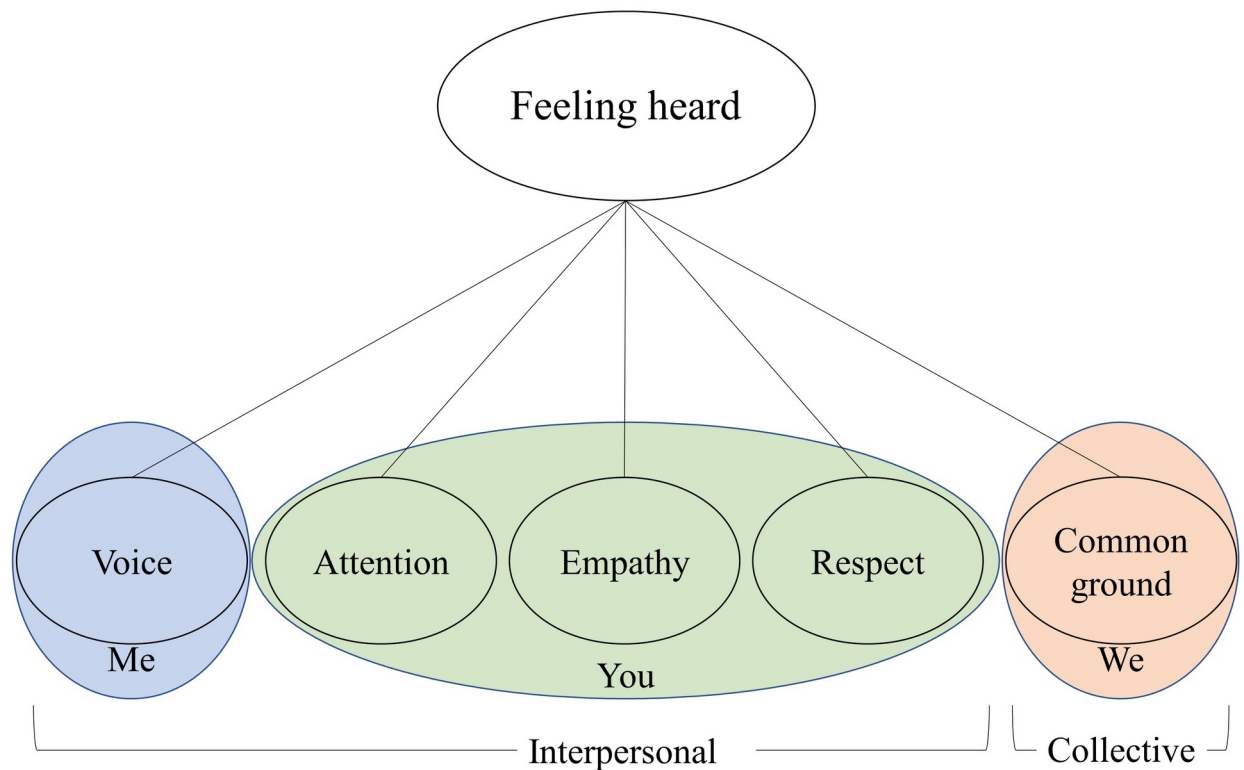 Feeling heard
Voice
Attention
Empathy
Respect
Common
ground
Me
You
We
Interpersonal
Collective